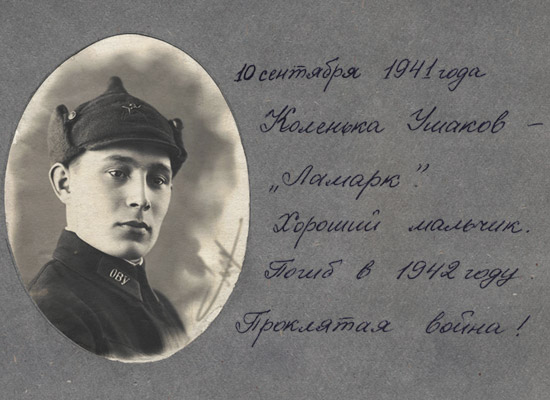 10 сентября 1941 года
Коленька Ушаков –
„Ламарк".
Хороший мальчик.
Погиб в 1942 году.
Проклятая война!
ОВУ